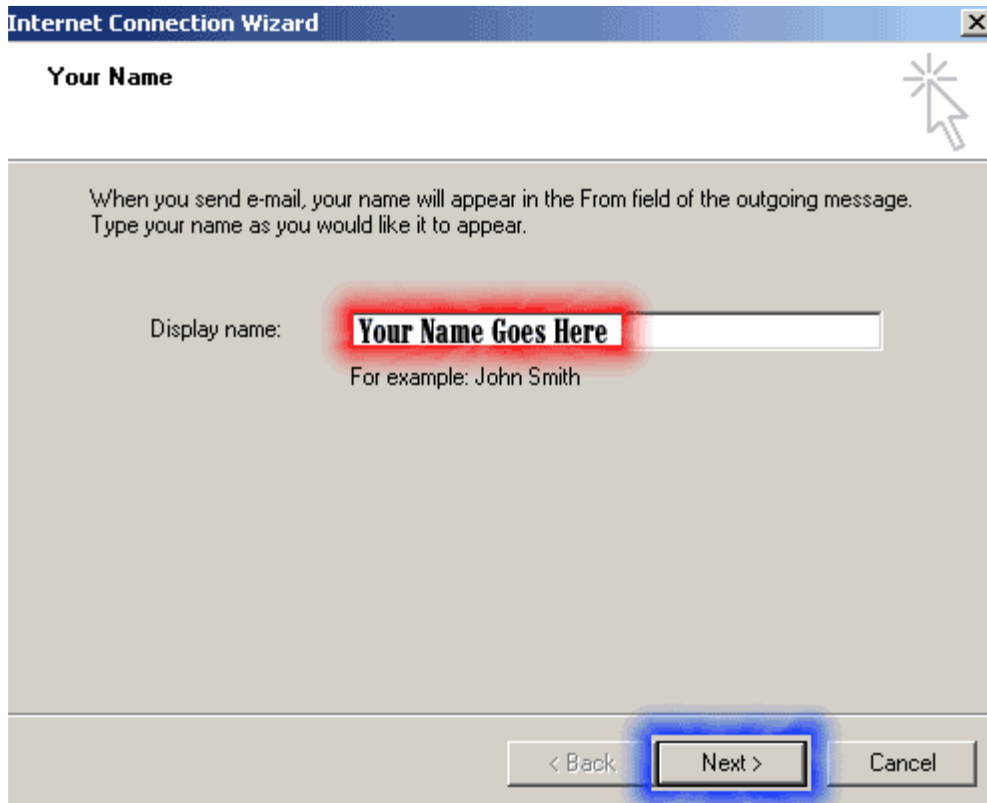 Internet Connection Wizard
Your Name
When you send e-mail, your name will appear in the From field of the outgoing message.
Type your name as you would like it to appear.
Display name: Your Name Goes Here
For example: John Smith
< Back Next > Cancel